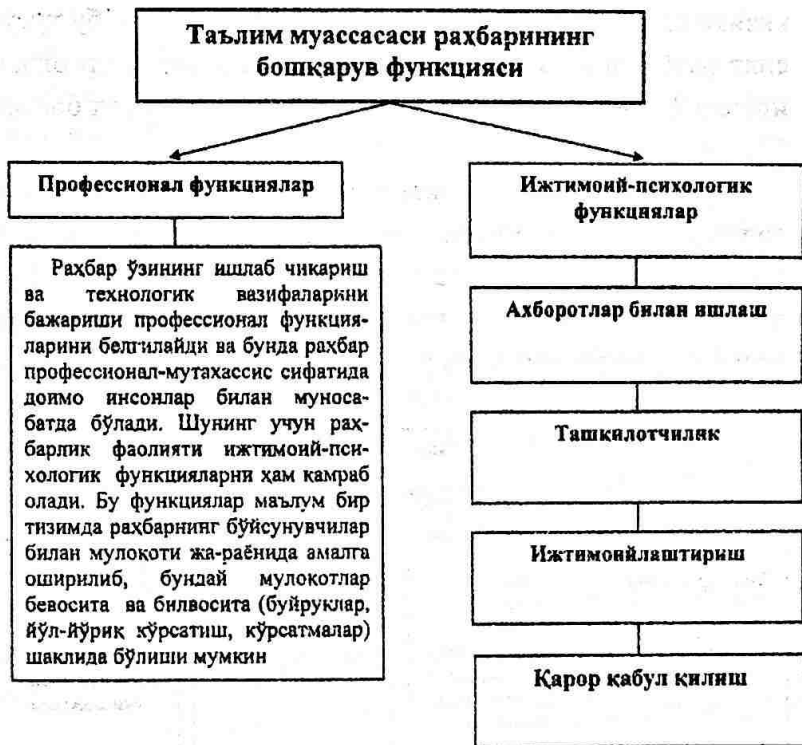 Таълим муассасаси раҳбарининг
бошқарув функцияси
Профессионал функциялар
Ижтимоий-психологик
функциялар
Раҳбар ўзининг ишлаб чикариш
ва технологик вазифаларини
бажариши профессионал функция-
ларини белгилайди ва бунда раҳбар
профессионал-мутахассис сифатида
доимо инсонлар билан муноса-
батда бўлади. Шунинг учун раҳ-
барлик фаолияти ижтимоий-пси-
хологик функцияларни ҳам қамраб
олади. Бу функциялар маълум бир
тизимда раҳбарнинг бўйсунувчилар
билан мулоқоти жа-раёнида амалга
оширилиб, бундай мулоқотлар
бевосита ва билвосита (буйруқлар,
йўл-йўриқ кўрсатиш, кўрсатмалар)
шаклида бўлиши мумкин
Ахборотлар билан ишлаш
Ташкилотчилик
Ижтимоийлаштириш
Қарор қабул қилиш